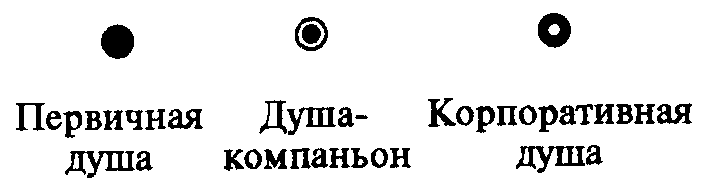 Первичная душа
Душа-компаньон
Корпоративная душа